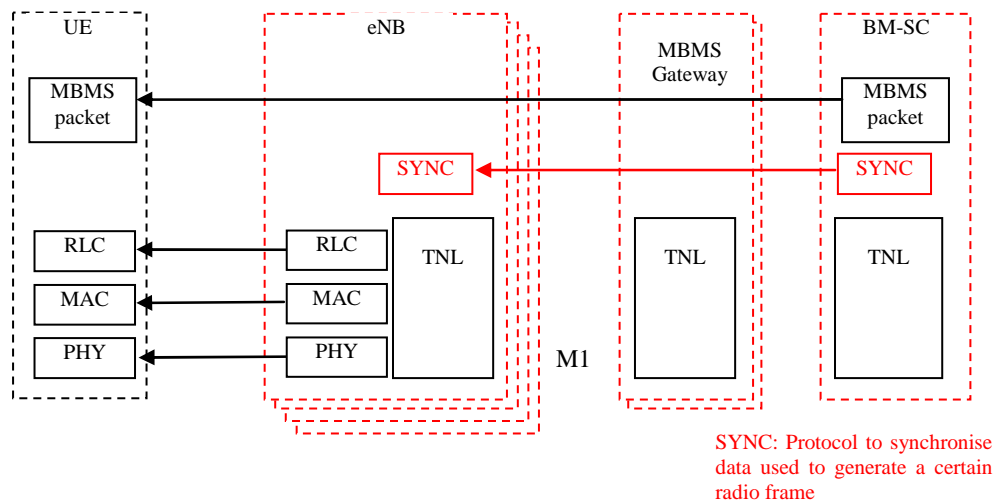 UE
eNB
MBMS
Gateway
BM-SC
MBMS
packet
MBMS
packet
SYNC
SYNC
RLC
RLC
TNL
TNL
TNL
MAC
MAC
PHY
PHY
M1
SYNC: Protocol to synchronise
data used to generate a certain
radio frame